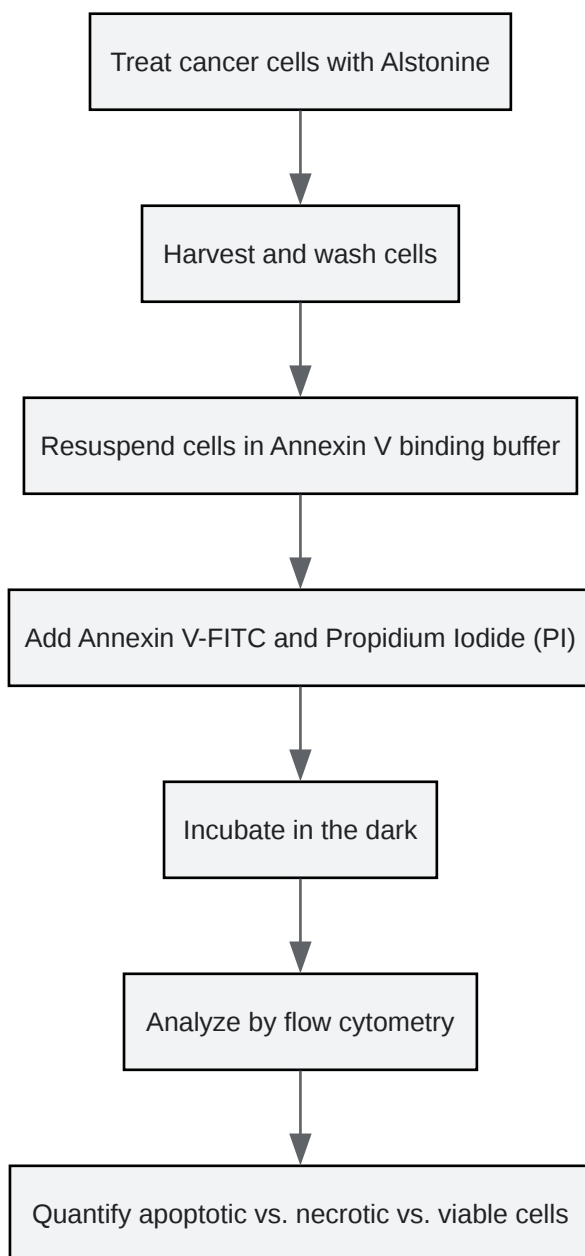 Treat cancer cells with Alstonine
Harvest and wash cells
Resuspend cells in Annexin V binding buffer
Add Annexin V-FITC and Propidium Iodide (PI)
Incubate in the dark
Analyze by flow cytometry
Quantify apoptotic vs. necrotic vs. viable cells